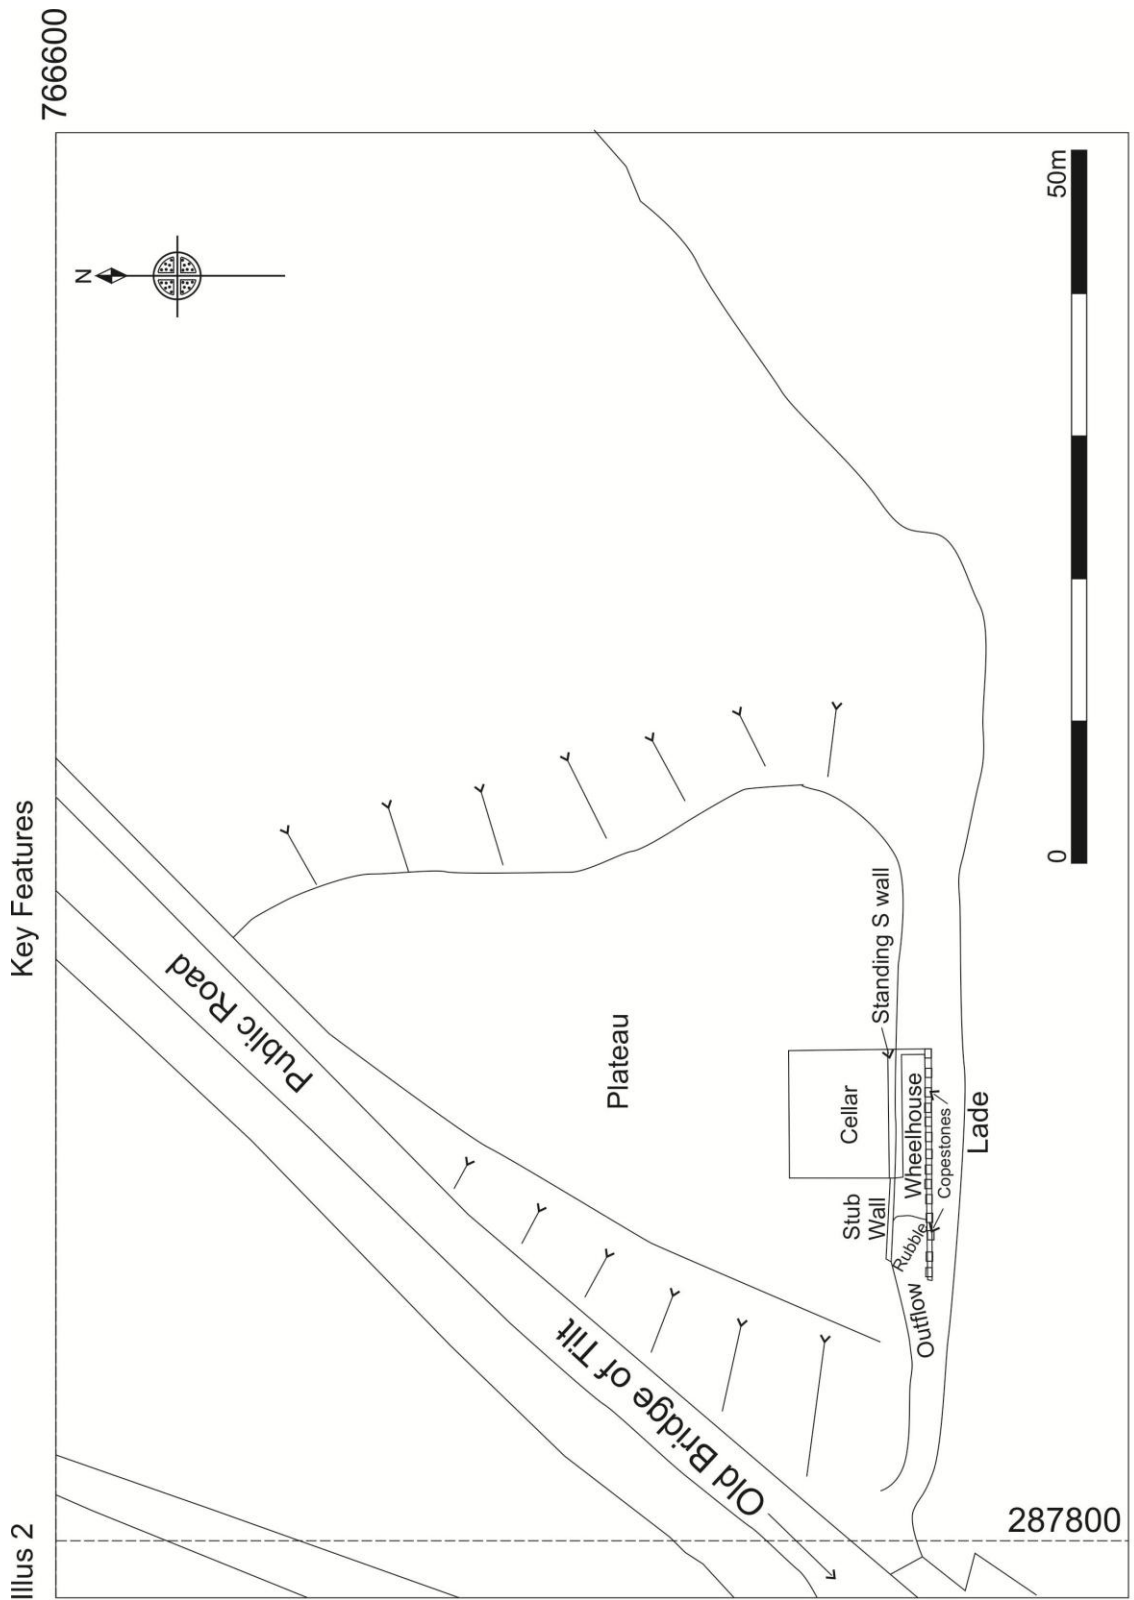 Illus 2
Key Features
766600
N
Public Road
Old Bridge of Tilt
Plateau
Cellar
Stub
Wall
Standing S wall
Wheelhouse
Rubble
Copestones
Outflow
Lade
0
50m
287800